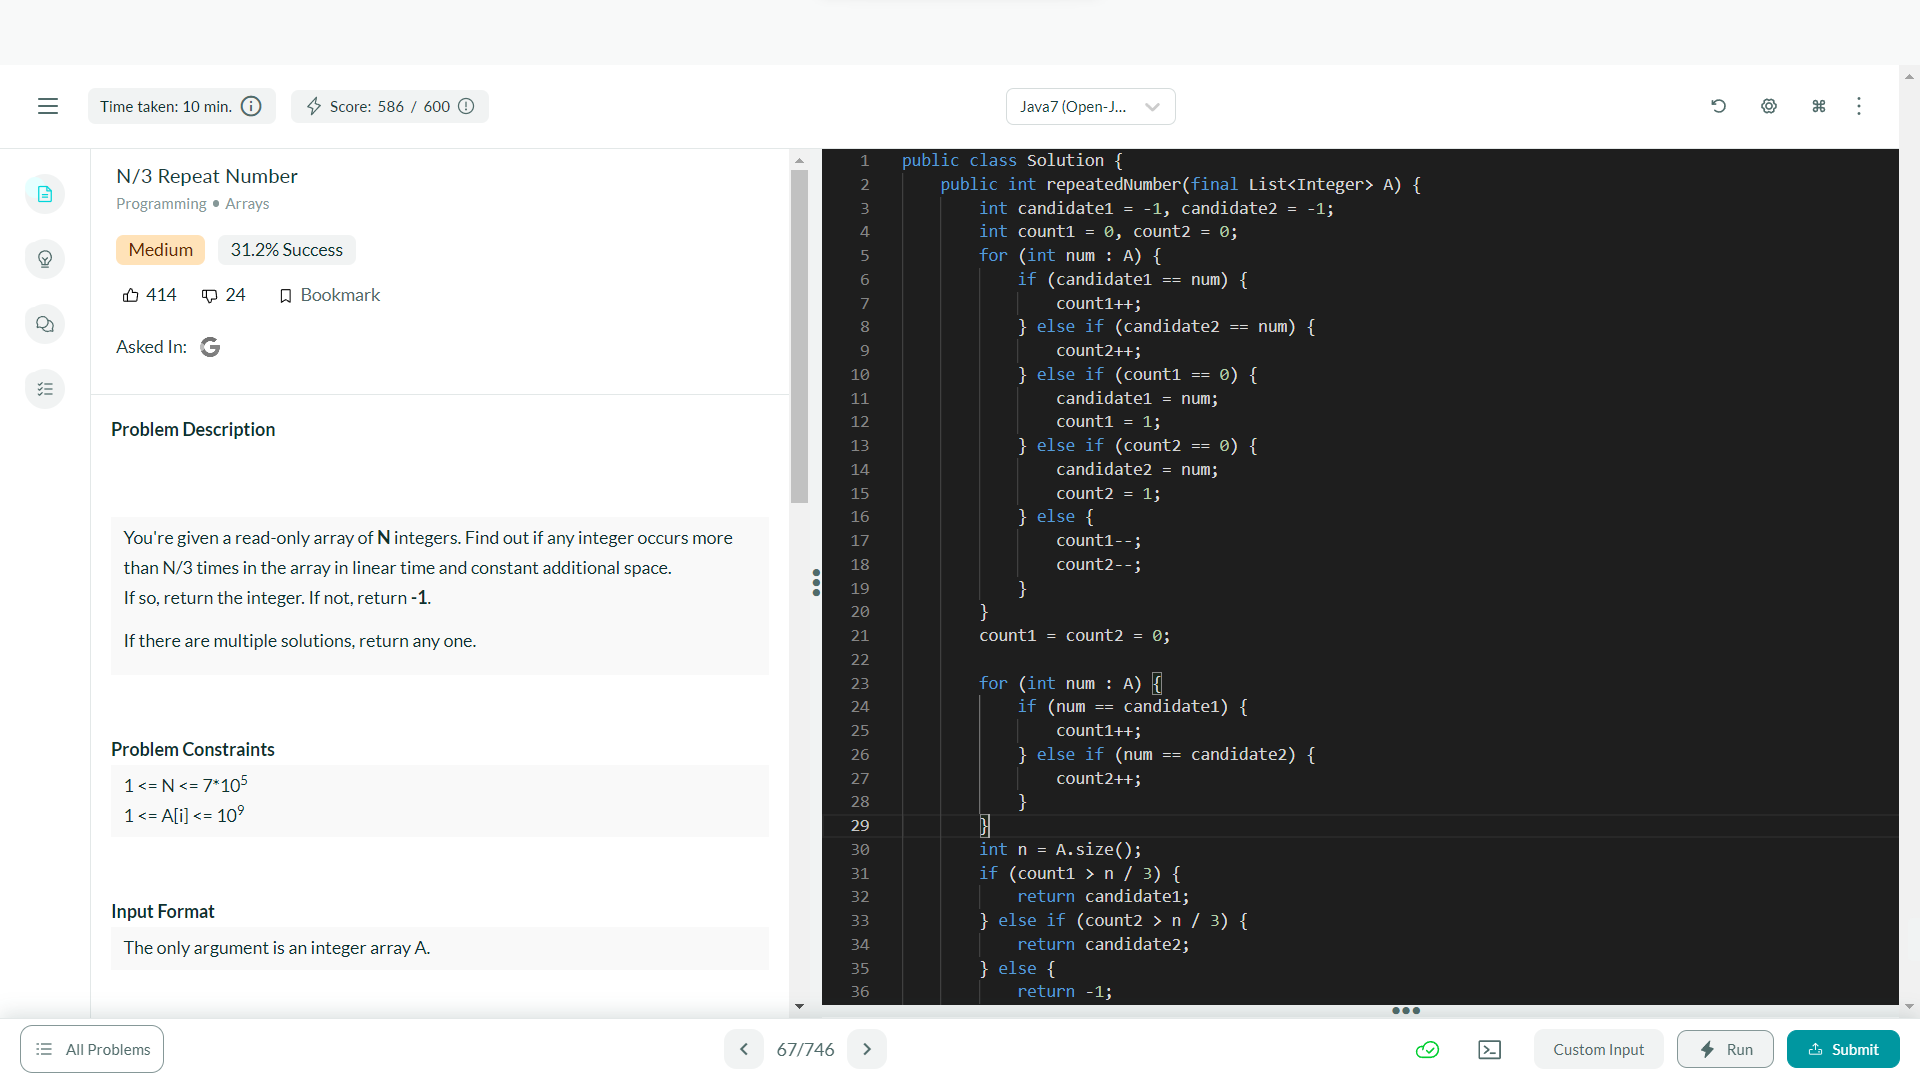 Time taken: 10 min.
Score: 586 / 600
Java7 (Open-J...
N/3 Repeat Number
Programming • Arrays
Medium
31.2% Success
414
24
Bookmark
Asked In:
Problem Description
You're given a read-only array of N integers. Find out if any integer occurs more
than N/3 times in the array in linear time and constant additional space.
If so, return the integer. If not, return -1.
If there are multiple solutions, return any one.
Problem Constraints
1 <= N <= 7*10⁵
1 <= A[i] <= 10⁹
Input Format
The only argument is an integer array A.
1 public class Solution {
2 public int repeatedNumber(final List<Integer> A) {
3 int candidate1 = -1, candidate2 = -1;
4 int count1 = 0, count2 = 0;
5 for (int num : A) {
6 if (candidate1 == num) {
7 count1++;
8 } else if (candidate2 == num) {
9 count2++;
10 } else if (count1 == 0) {
11 candidate1 = num;
12 count1 = 1;
13 } else if (count2 == 0) {
14 candidate2 = num;
15 count2 = 1;
16 } else {
17 count1--;
18 count2--;
19 }
20 }
21 count1 = count2 = 0;
22
23 for (int num : A) {
24 if (num == candidate1) {
25 count1++;
26 } else if (num == candidate2) {
27 count2++;
28 }
29 }
30 int n = A.size();
31 if (count1 > n / 3) {
32 return candidate1;
33 } else if (count2 > n / 3) {
34 return candidate2;
35 } else {
36 return -1;
All Problems
67/746
Custom Input
Run
Submit